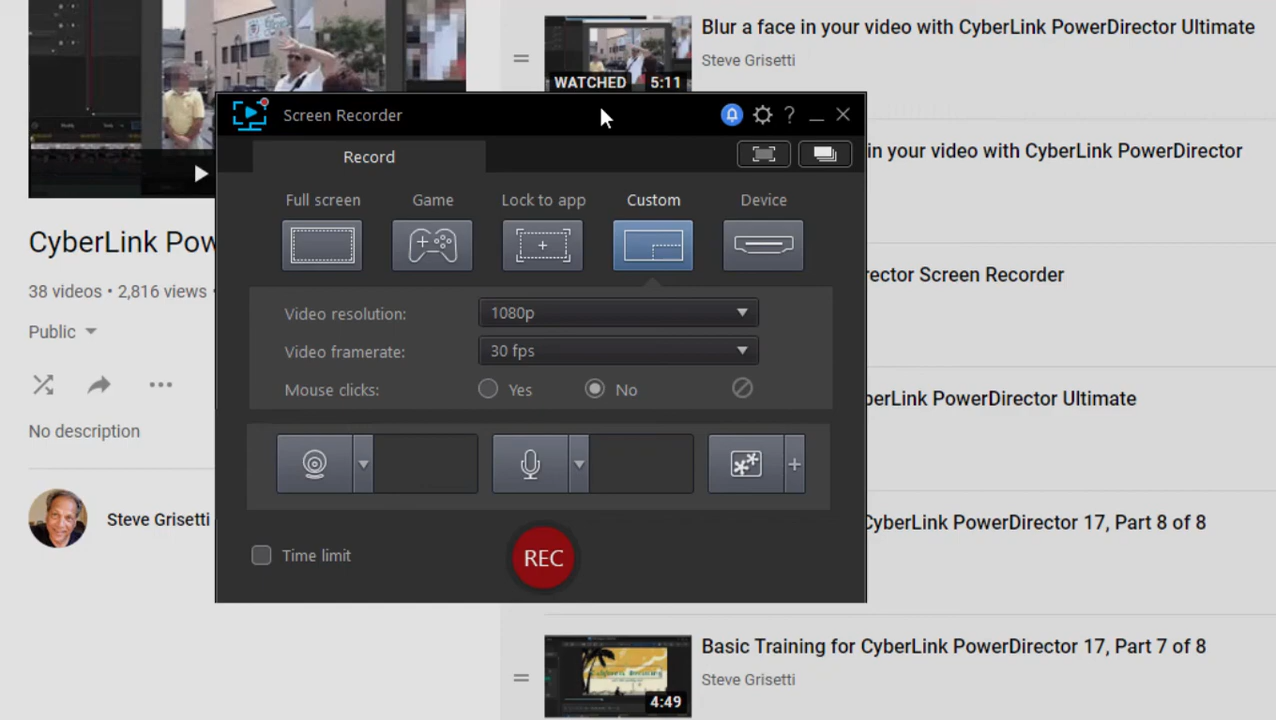 Blur a face in your video with CyberLink PowerDirector Ultimate
WATCHED 5:11
Steve Grisetti
Screen Recorder
?
Record
in your video with CyberLink PowerDirector
Full screen
Game
Lock to app
Custom
Device
CyberLink Pow
ector Screen Recorder
38 videos • 2,816 views •
Video resolution:
1080p
Public
Video framerate:
30 fps
Mouse clicks:
Yes
No
berLink PowerDirector Ultimate
No description
Steve Grisetti
CyberLink PowerDirector 17, Part 8 of 8
Time limit
REC
Basic Training for CyberLink PowerDirector 17, Part 7 of 8
Steve Grisetti
4:49